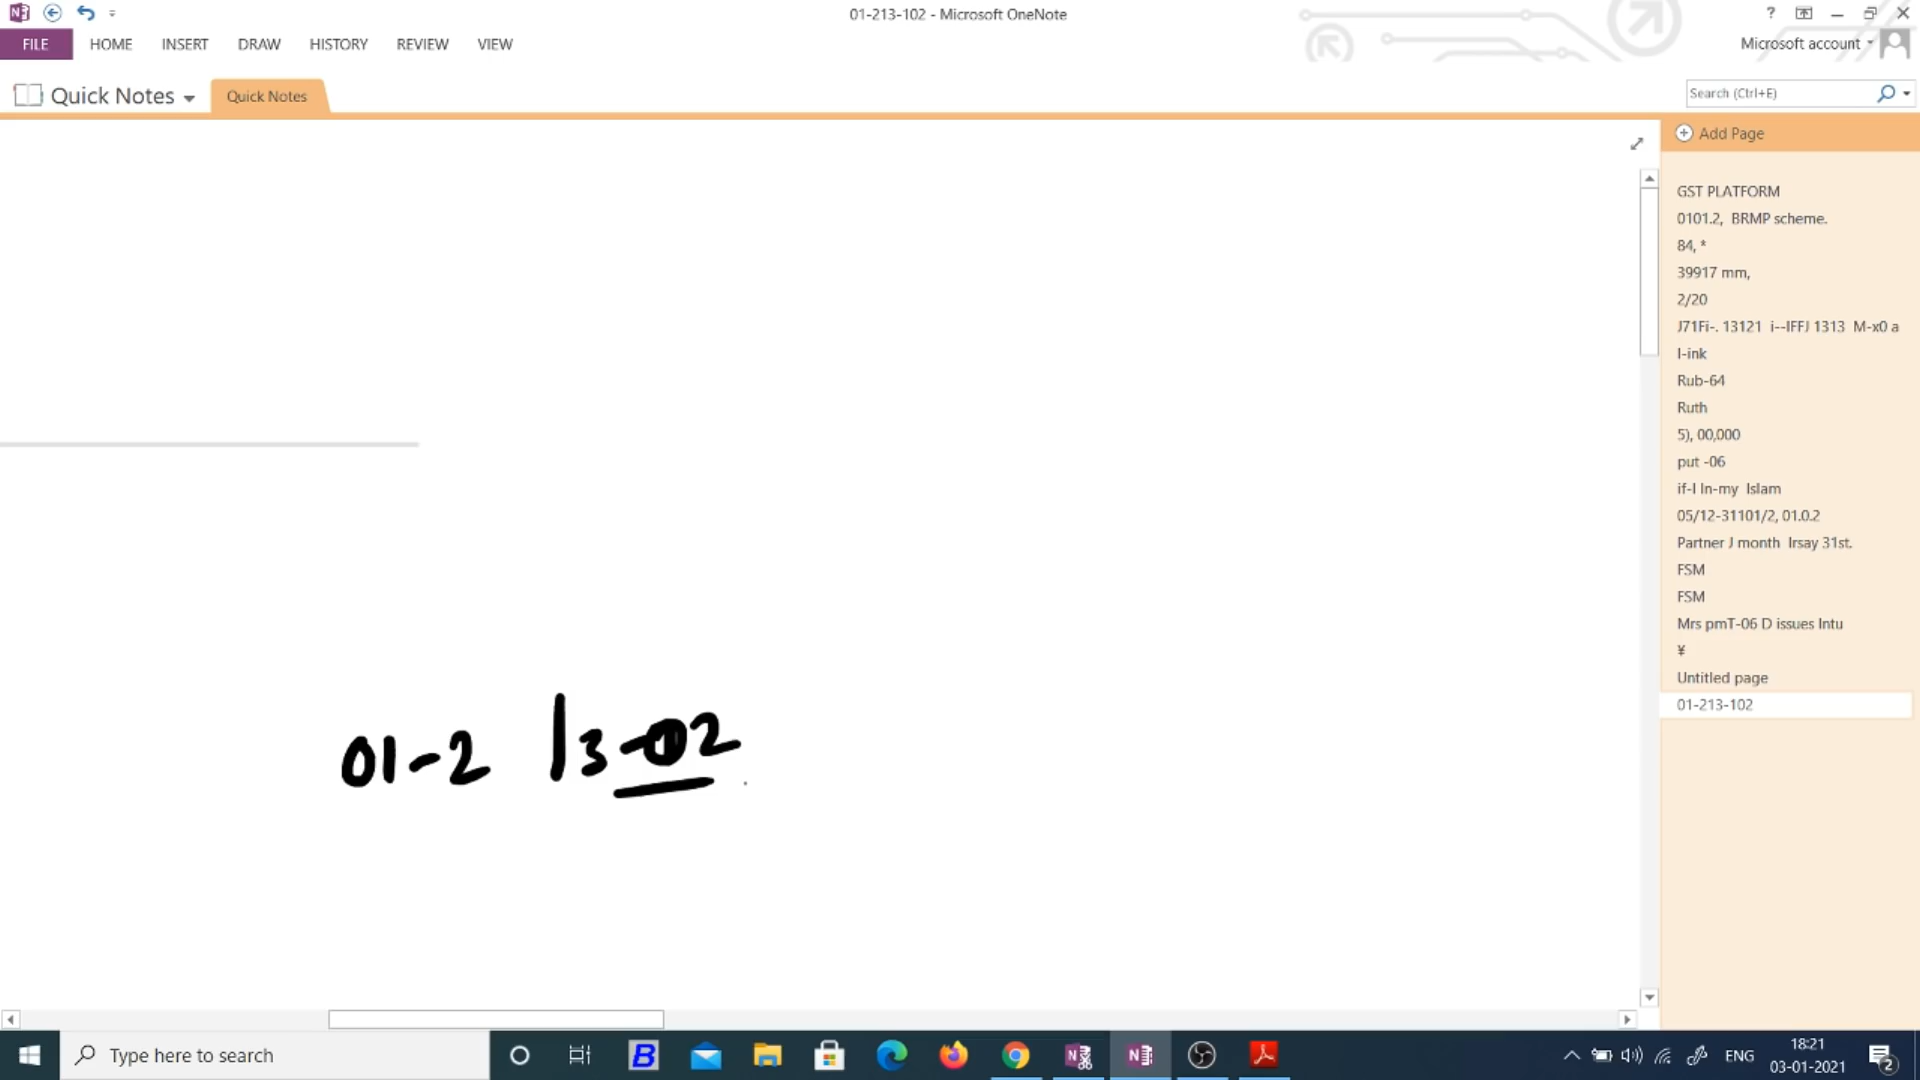 01-213-102 - Microsoft OneNote
?
FILE HOME INSERT DRAW HISTORY REVIEW VIEW
Microsoft account
Quick Notes
Quick Notes
Search (Ctrl+E)
Add Page
GST PLATFORM
0101.2, BRMP scheme.
84, *
39917 mm,
2/20
J71Fi-. 13121 i--IFFJ 1313 M-x0 a
I-ink
Rub-64
Ruth
5), 00,000
put -06
if-I In-my Islam
05/12-31101/2, 01.0.2
Partner J month Irsay 31st.
FSM
FSM
Mrs pmT-06 D issues Intu
¥
Untitled page
01-213-102
01-2 | 3-02
Type here to search
ENG
18:21
03-01-2021
2